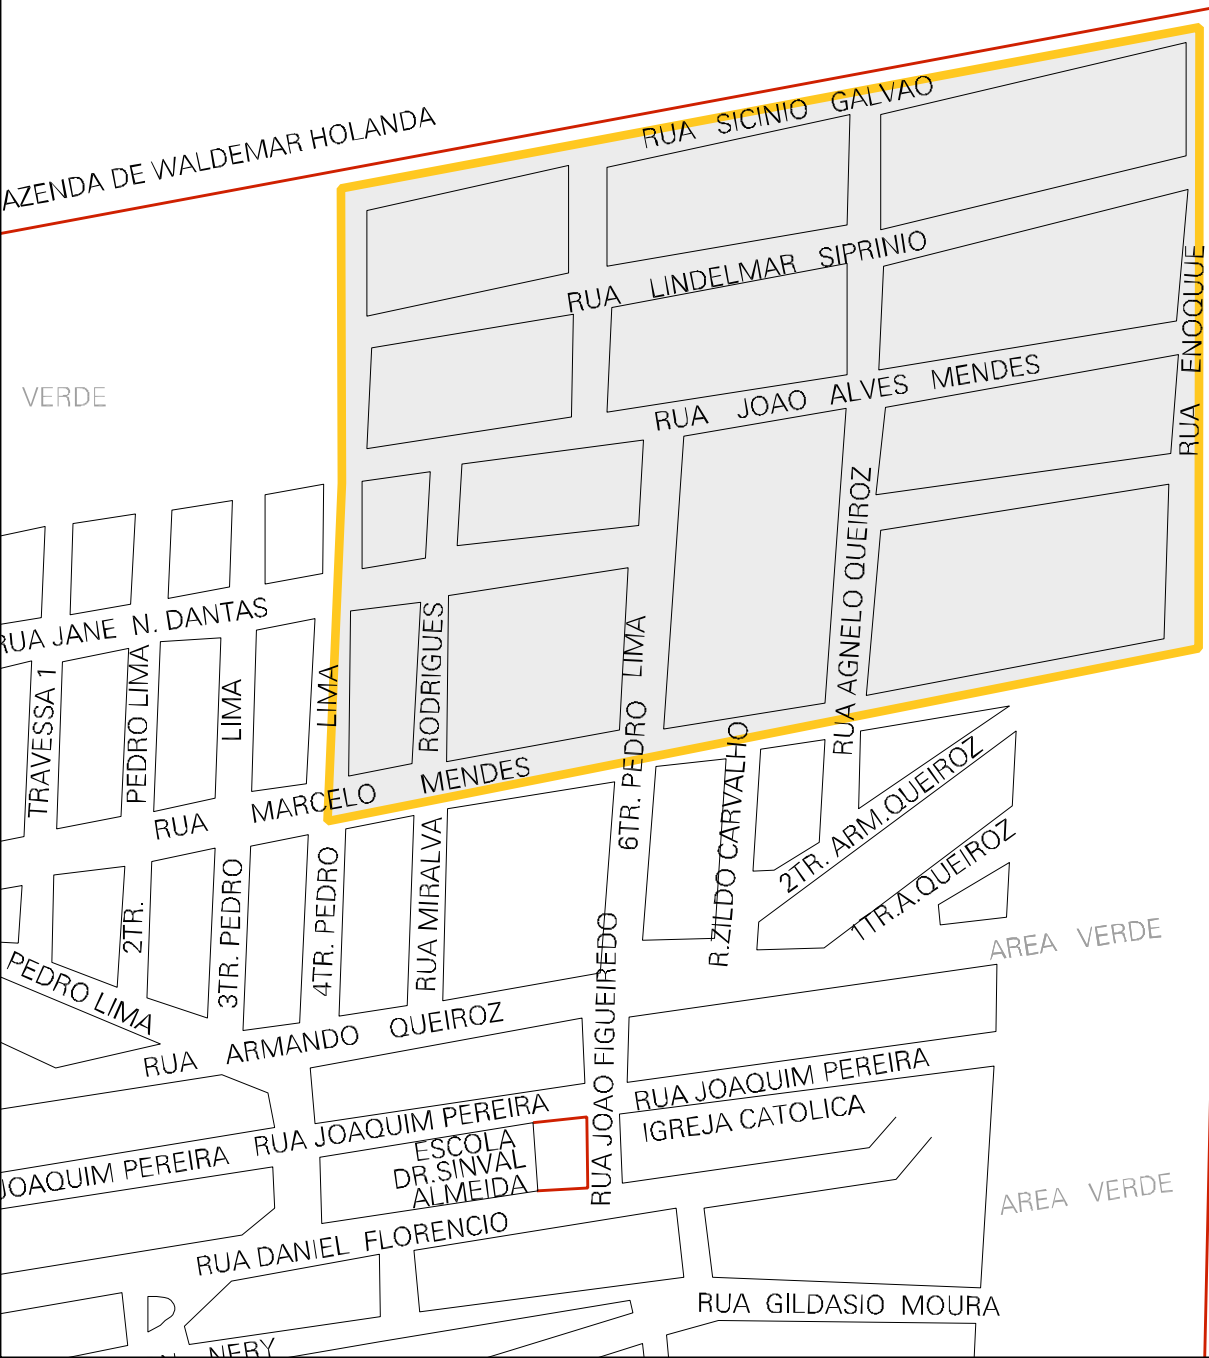 RUA SICINIO GALVAO
AZENDA DE WALDEMAR HOLANDA
RUA LINDELMAR SIPRINIO
RUA ENOQUUE
RUA JOAO ALVES MENDES
VERDE
RUA AGNELO QUEIROZ
RUA JANE N. DANTAS
TRAVESSA 1
PEDRO LIMA
LIMA
LIMA
RODRIGUES
6TR. PEDRO LIMA
RUA MARCELO MENDES
R.ZILDO CARVALHO
2TR. ARM.QUEIROZ
1TR.A.QUEIROZ
2TR.
3TR. PEDRO
4TR. PEDRO
RUA MIRALVA
AREA VERDE
PEDRO LIMA
RUA ARMANDO QUEIROZ
RUA JOAO FIGUEIREDO
RUA JOAQUIM PEREIRA
RUA JOAQUIM PEREIRA
JOAQUIM PEREIRA
IGREJA CATOLICA
ESCOLA
DR.SINVAL
ALMEIDA
AREA VERDE
RUA DANIEL FLORENCIO
RUA GILDASIO MOURA
NERY